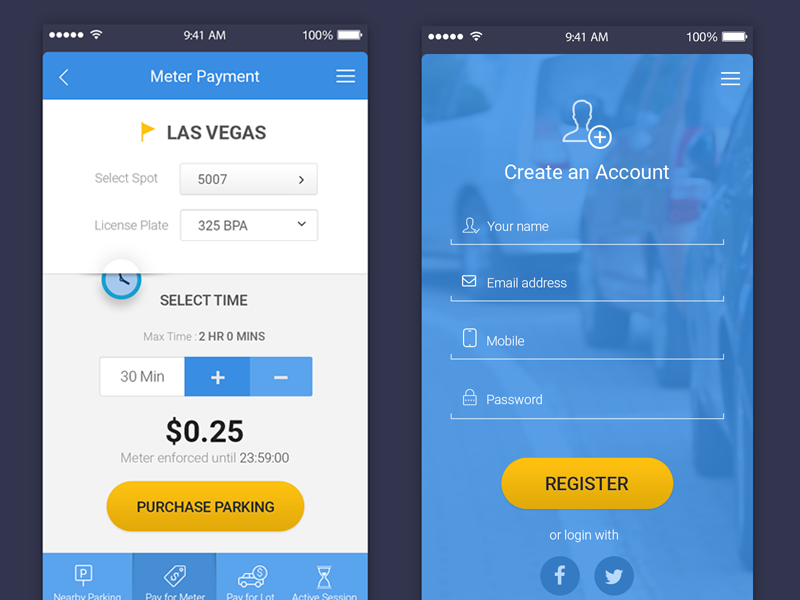 9:41 AM 100%
Meter Payment
LAS VEGAS
Select Spot 5007
License Plate 325 BPA
SELECT TIME
Max Time : 2 HR 0 MINS
30 Min + −
$0.25
Meter enforced until 23:59:00
PURCHASE PARKING
P $ $
Nearby Parking Pay for Meter Pay for Lot Active Session
9:41 AM 100%
Create an Account
Your name
Email address
Mobile
Password
REGISTER
or login with
f